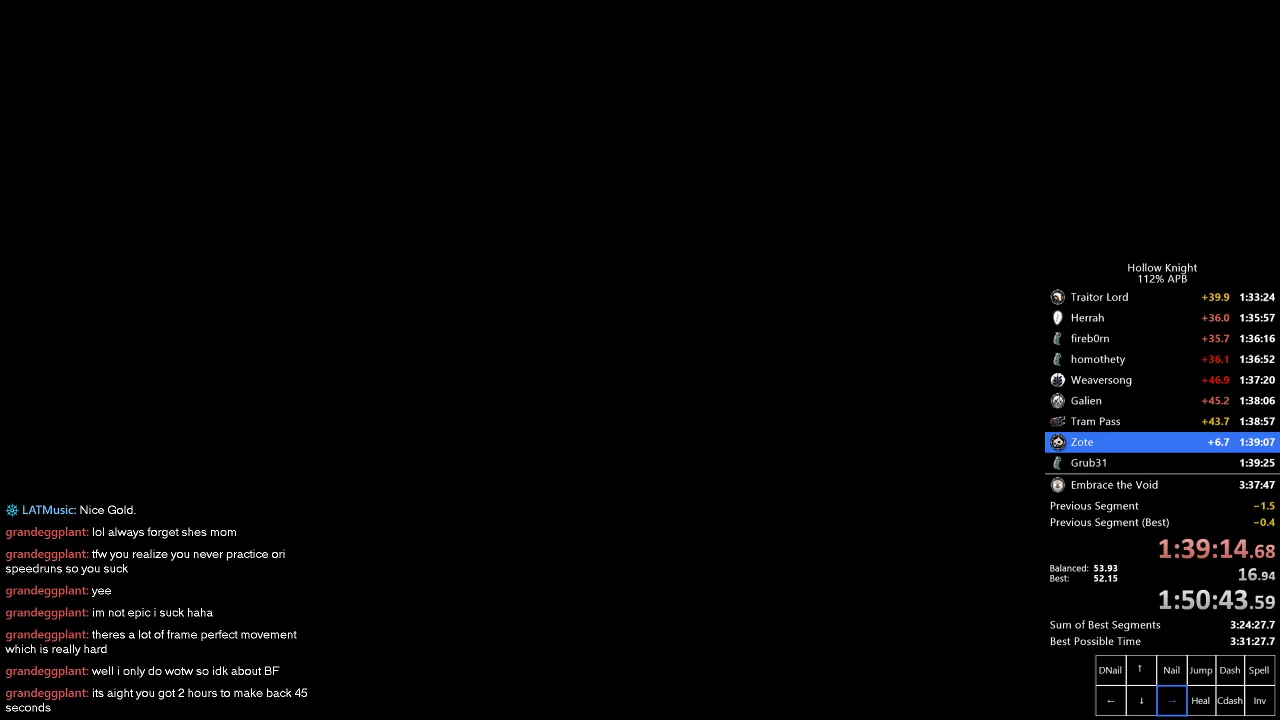 Hollow Knight
112% APB
Traitor Lord +39.9 1:33:24
Herrah +36.0 1:35:57
fireb0rn +35.7 1:36:16
homothety +36.1 1:36:52
Weaversong +46.9 1:37:20
Galien +45.2 1:38:06
Tram Pass +43.7 1:38:57
Zote +6.7 1:39:07
Grub31 1:39:25
Embrace the Void 3:37:47
Previous Segment −1.5
Previous Segment (Best) −0.4
1:39:14.68
Balanced: 53.93
Best: 52.15
16.94
1:50:43.59
Sum of Best Segments 3:24:27.7
Best Possible Time 3:31:27.7
DNail ↑ Nail Jump Dash Spell
← ↓ → Heal Cdash Inv
LATMusic: Nice Gold.
grandeggplant: lol always forget shes mom
grandeggplant: tfw you realize you never practice ori
speedruns so you suck
grandeggplant: yee
grandeggplant: im not epic i suck haha
grandeggplant: theres a lot of frame perfect movement
which is really hard
grandeggplant: well i only do wotw so idk about BF
grandeggplant: its aight you got 2 hours to make back 45
seconds